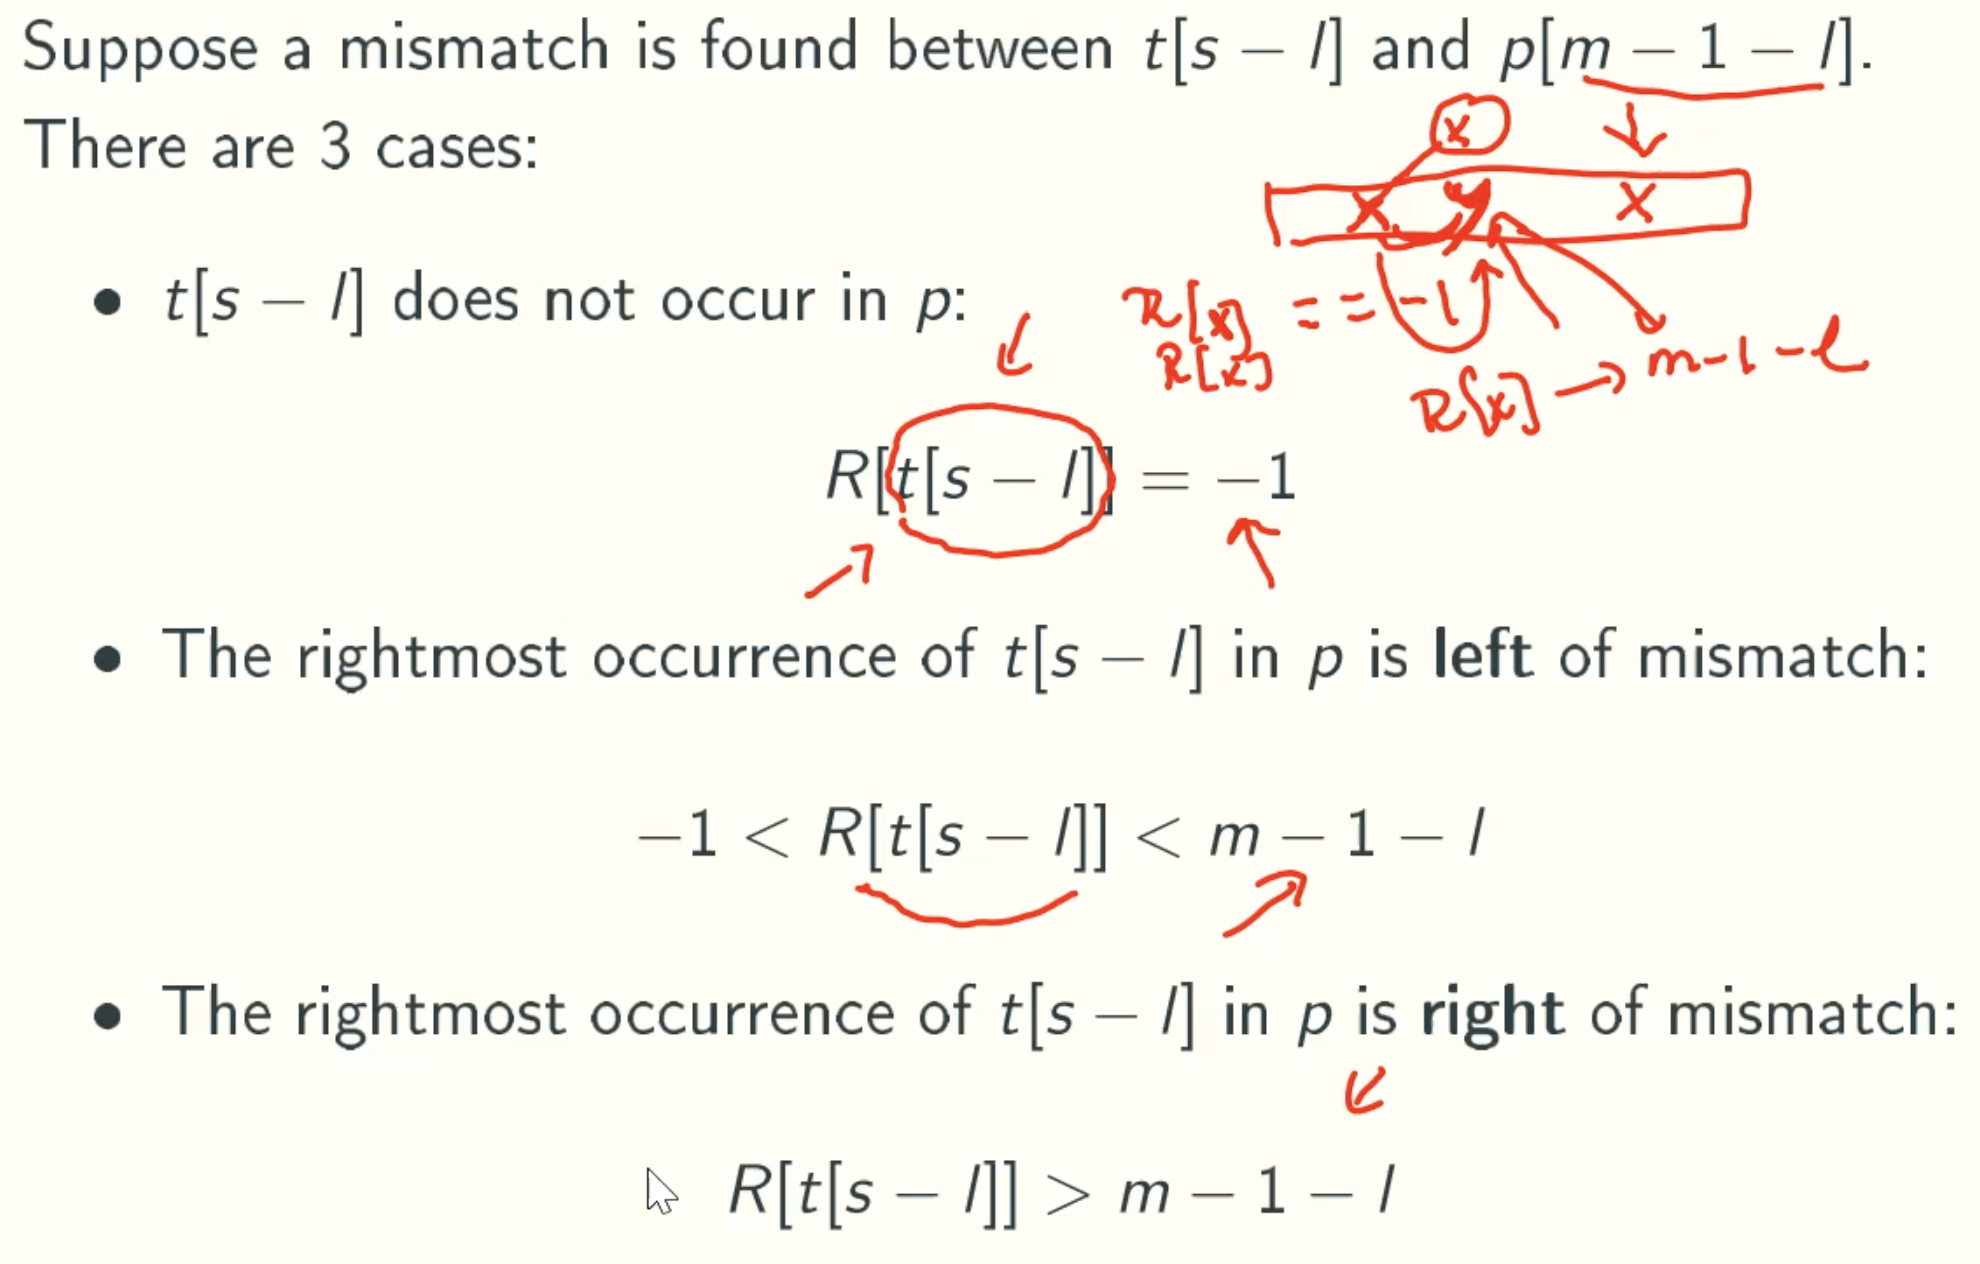 Suppose a mismatch is found between t[s − l] and p[m − 1 − l].
There are 3 cases:
x
x y x
• t[s − l] does not occur in p:
R[x] == -1
R[x]
R[x] → m-1-l
R[t[s − l]] = −1
• The rightmost occurrence of t[s − l] in p is left of mismatch:
−1 < R[t[s − l]] < m − 1 − l
• The rightmost occurrence of t[s − l] in p is right of mismatch:
R[t[s − l]] > m − 1 − l